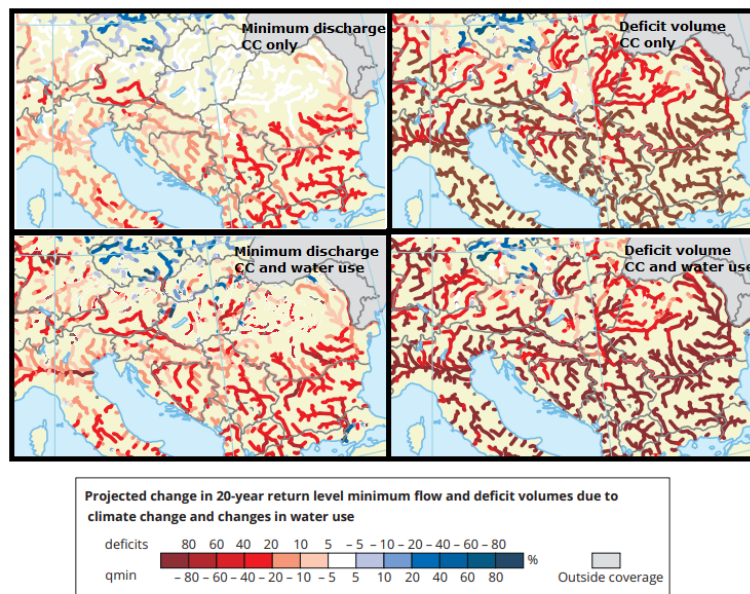 Minimum discharge
CC only
Deficit volume
CC only
Minimum discharge
CC and water use
Deficit volume
CC and water use
Projected change in 20-year return level minimum flow and deficit volumes due to
climate change and changes in water use
deficits 80 60 40 20 10 5 – 5 – 10 – 20 – 40 – 60 – 80
%
qmin – 80 – 60 – 40 – 20 – 10 – 5 5 10 20 40 60 80
Outside coverage